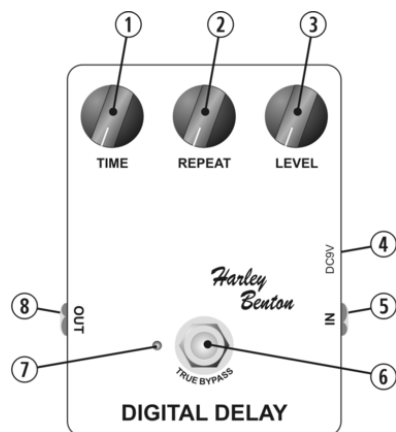 1 2 3
TIME REPEAT LEVEL
4
DC9V
Harley
Benton
8 OUT IN 5
7 6
TRUE BYPASS
DIGITAL DELAY